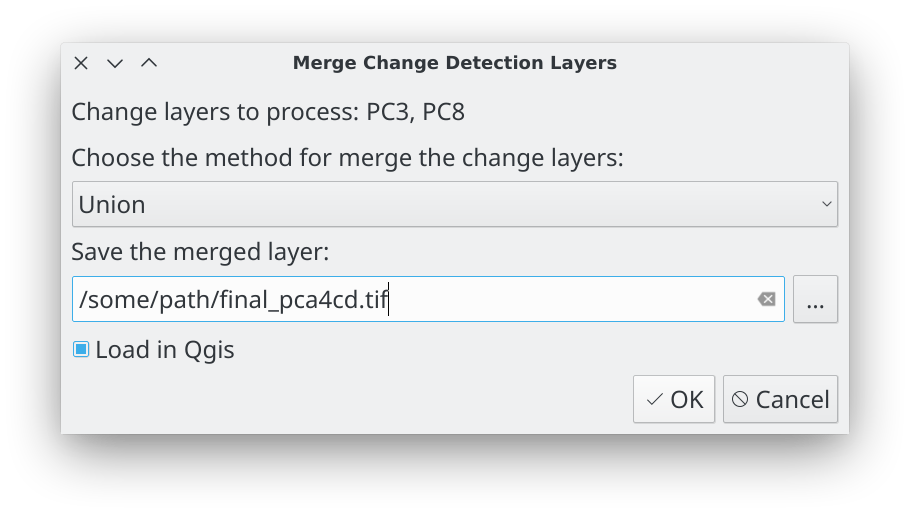 Merge Change Detection Layers
Change layers to process: PC3, PC8
Choose the method for merge the change layers:
Union
Save the merged layer:
/some/path/final_pca4cd.tif
...
Load in Qgis
OK Cancel